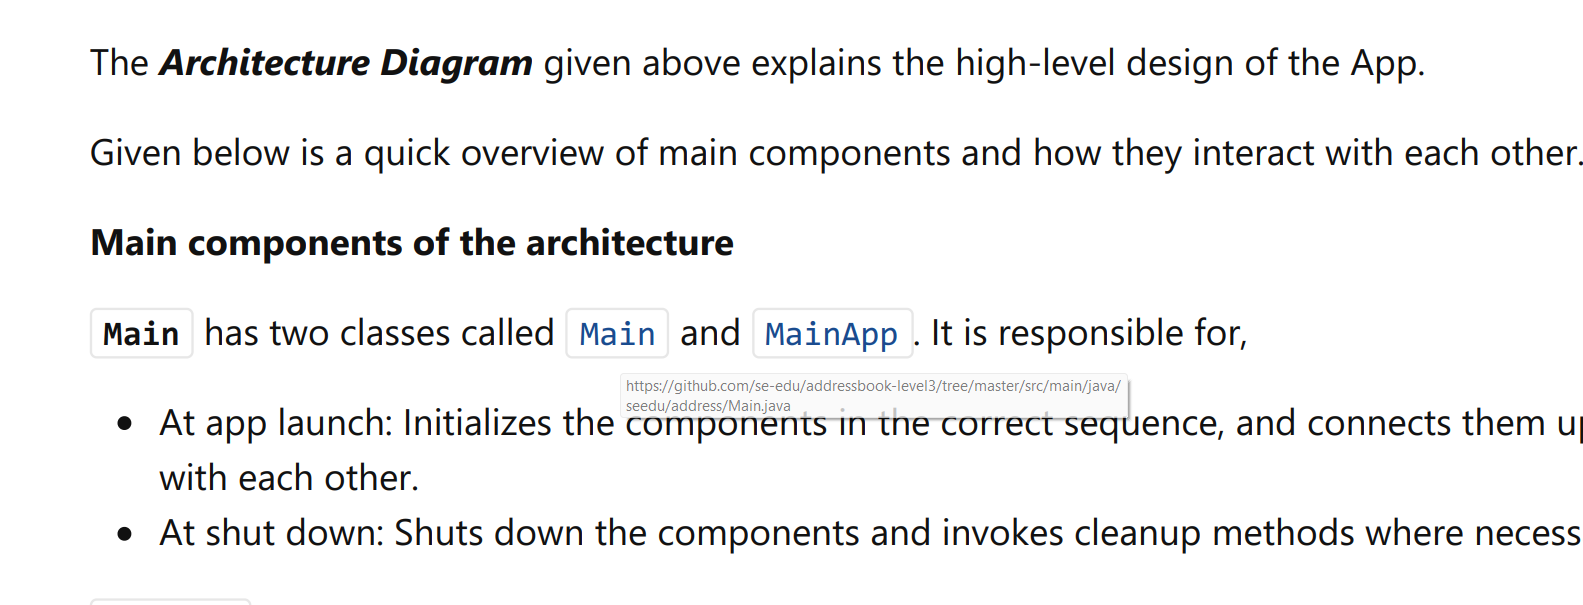 The Architecture Diagram given above explains the high-level design of the App.
Given below is a quick overview of main components and how they interact with each other.
Main components of the architecture
Main has two classes called Main and MainApp. It is responsible for,
https://github.com/se-edu/addressbook-level3/tree/master/src/main/java/
seedu/address/Main.java
• At app launch: Initializes the components in the correct sequence, and connects them up
with each other.
• At shut down: Shuts down the components and invokes cleanup methods where